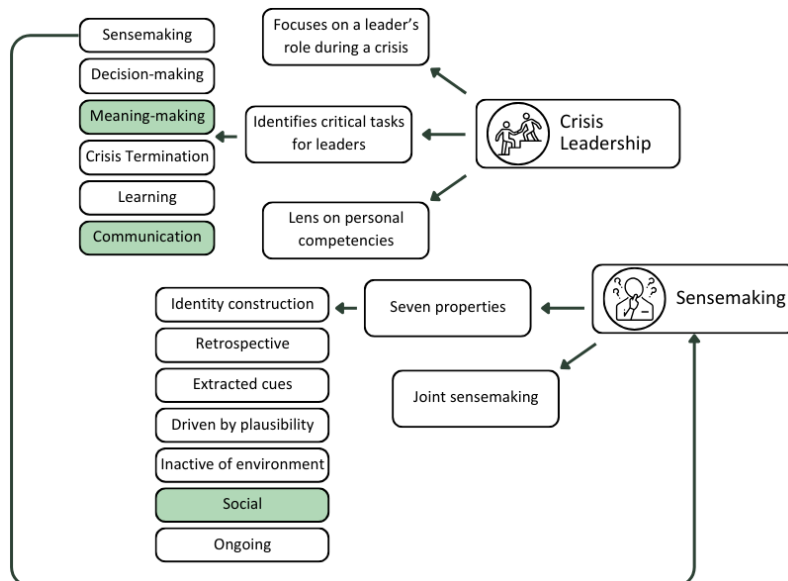 Sensemaking
Decision-making
Meaning-making
Crisis Termination
Learning
Communication
Focuses on a leader's
role during a crisis
Identifies critical tasks
for leaders
Lens on personal
competencies
Crisis
Leadership
Identity construction
Retrospective
Extracted cues
Driven by plausibility
Inactive of environment
Social
Ongoing
Seven properties
Joint sensemaking
Sensemaking